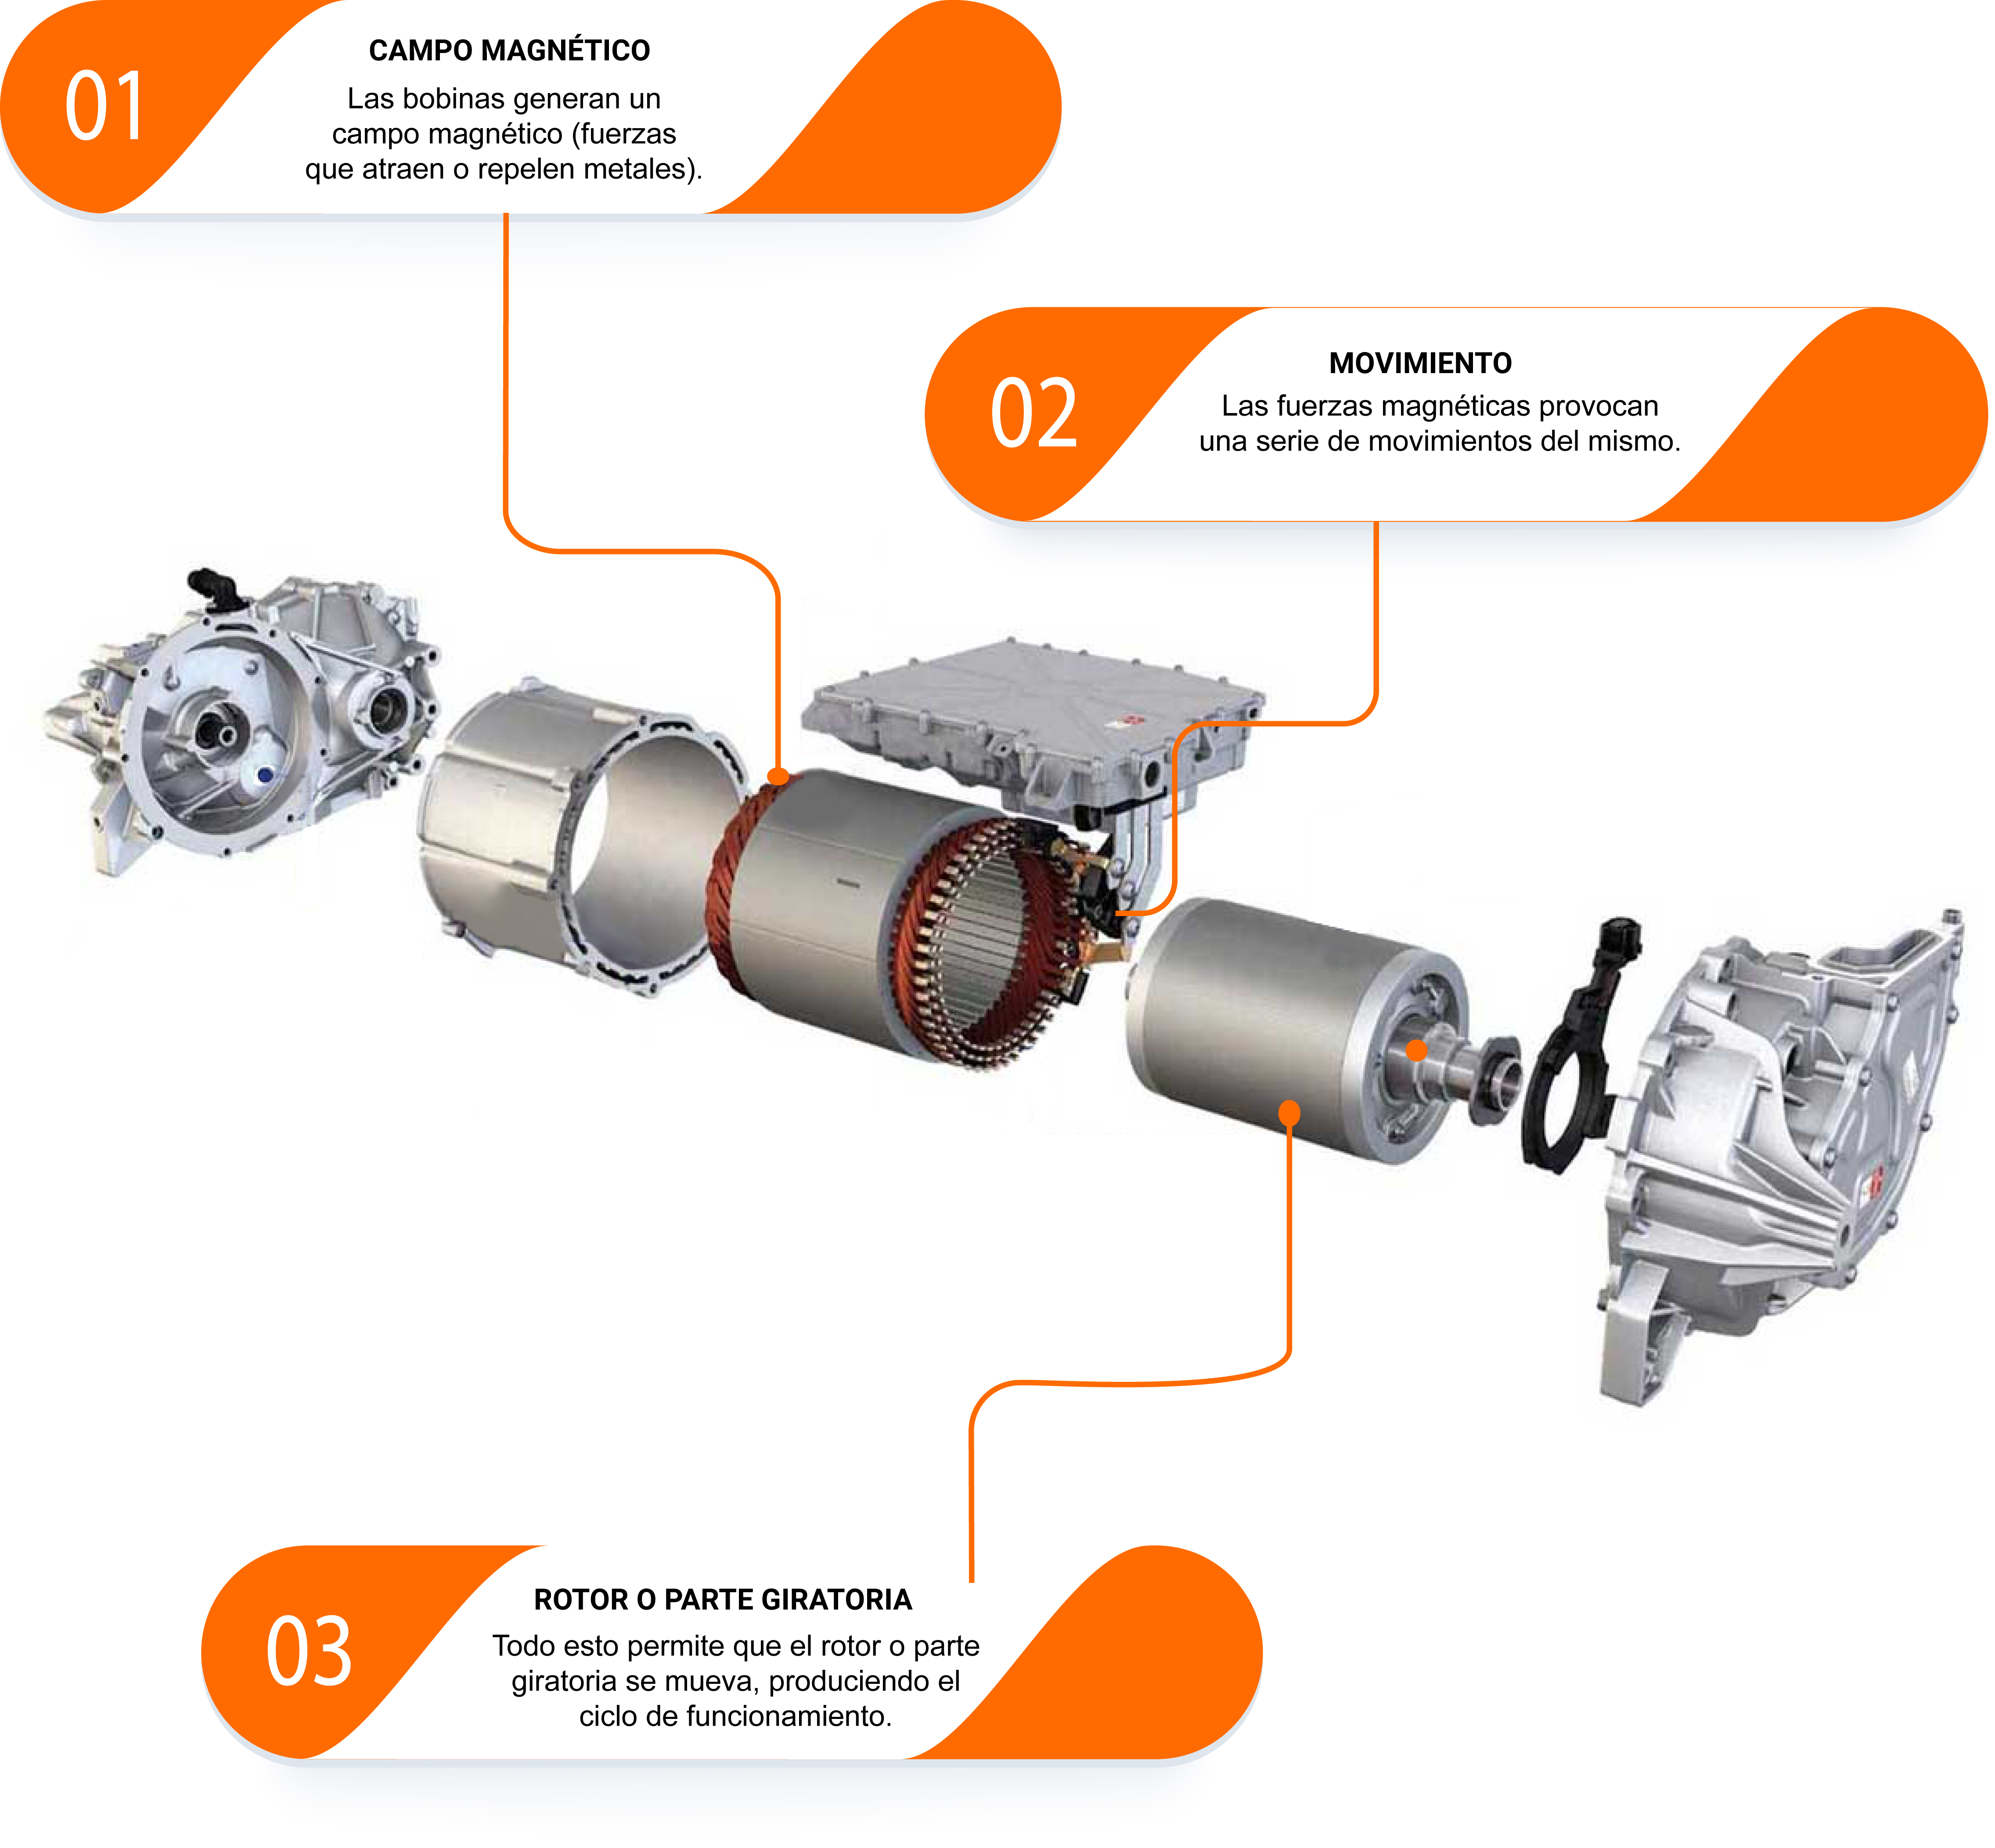 01
CAMPO MAGNÉTICO
Las bobinas generan un
campo magnético (fuerzas
que atraen o repelen metales).
02
MOVIMIENTO
Las fuerzas magnéticas provocan
una serie de movimientos del mismo.
03
ROTOR O PARTE GIRATORIA
Todo esto permite que el rotor o parte
giratoria se mueva, produciendo el
ciclo de funcionamiento.